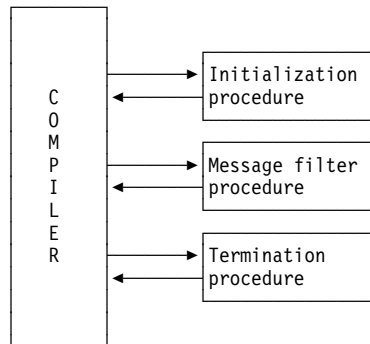 C
O
M
P
I
L
E
R
Initialization
procedure
Message filter
procedure
Termination
procedure